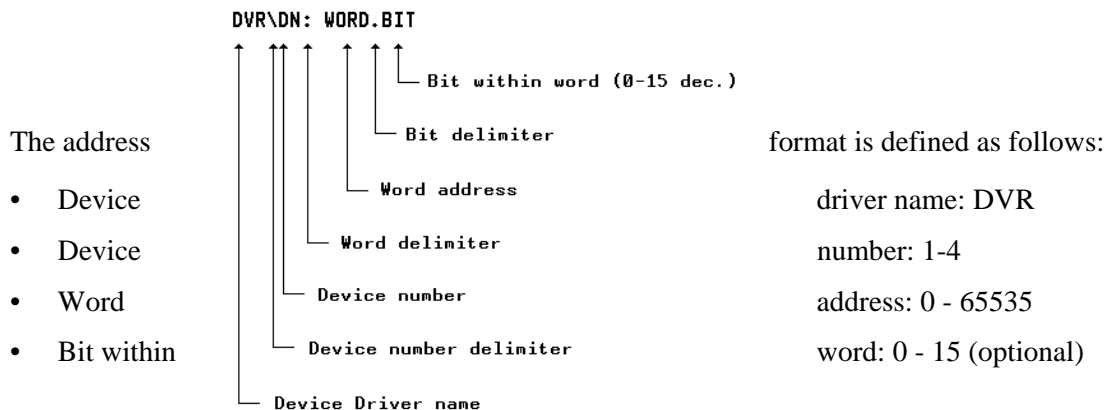 DVR\DN: WORD.BIT
Bit within word (0-15 dec.)
The address
Bit delimiter
format is defined as follows:
• Device
Word address
driver name: DVR
• Device
Word delimiter
number: 1-4
• Word
Device number
address: 0 - 65535
• Bit within
Device number delimiter
word: 0 - 15 (optional)
Device Driver name